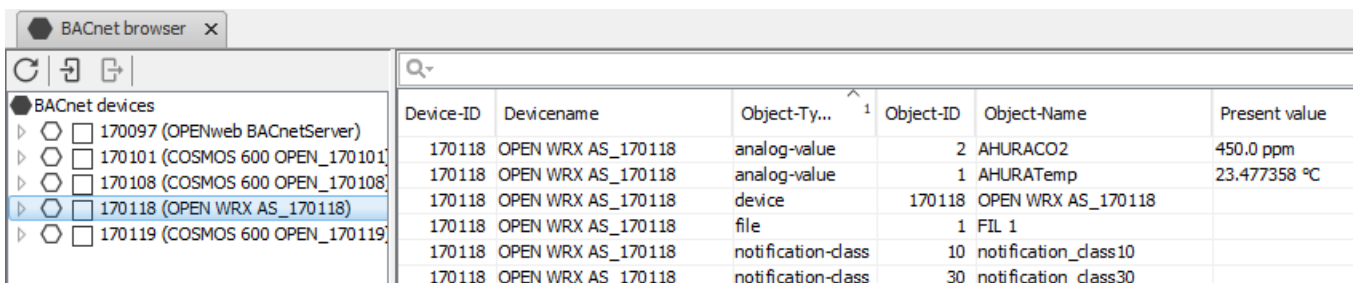 BACnet browser X
BACnet devices
170097 (OPENweb BACnetServer)
170101 (COSMOS 600 OPEN_170101)
170108 (COSMOS 600 OPEN_170108)
170118 (OPEN WRX AS_170118)
170119 (COSMOS 600 OPEN_170119)
Device-ID Devicename Object-Ty... 1 Object-ID Object-Name Present value
170118 OPEN WRX AS_170118 analog-value 2 AHURACO2 450.0 ppm
170118 OPEN WRX AS_170118 analog-value 1 AHURATemp 23.477358 °C
170118 OPEN WRX AS_170118 device 170118 OPEN WRX AS_170118
170118 OPEN WRX AS_170118 file 1 FIL 1
170118 OPEN WRX AS_170118 notification-class 10 notification_class10
170118 OPEN WRX AS_170118 notification-class 30 notification_class30